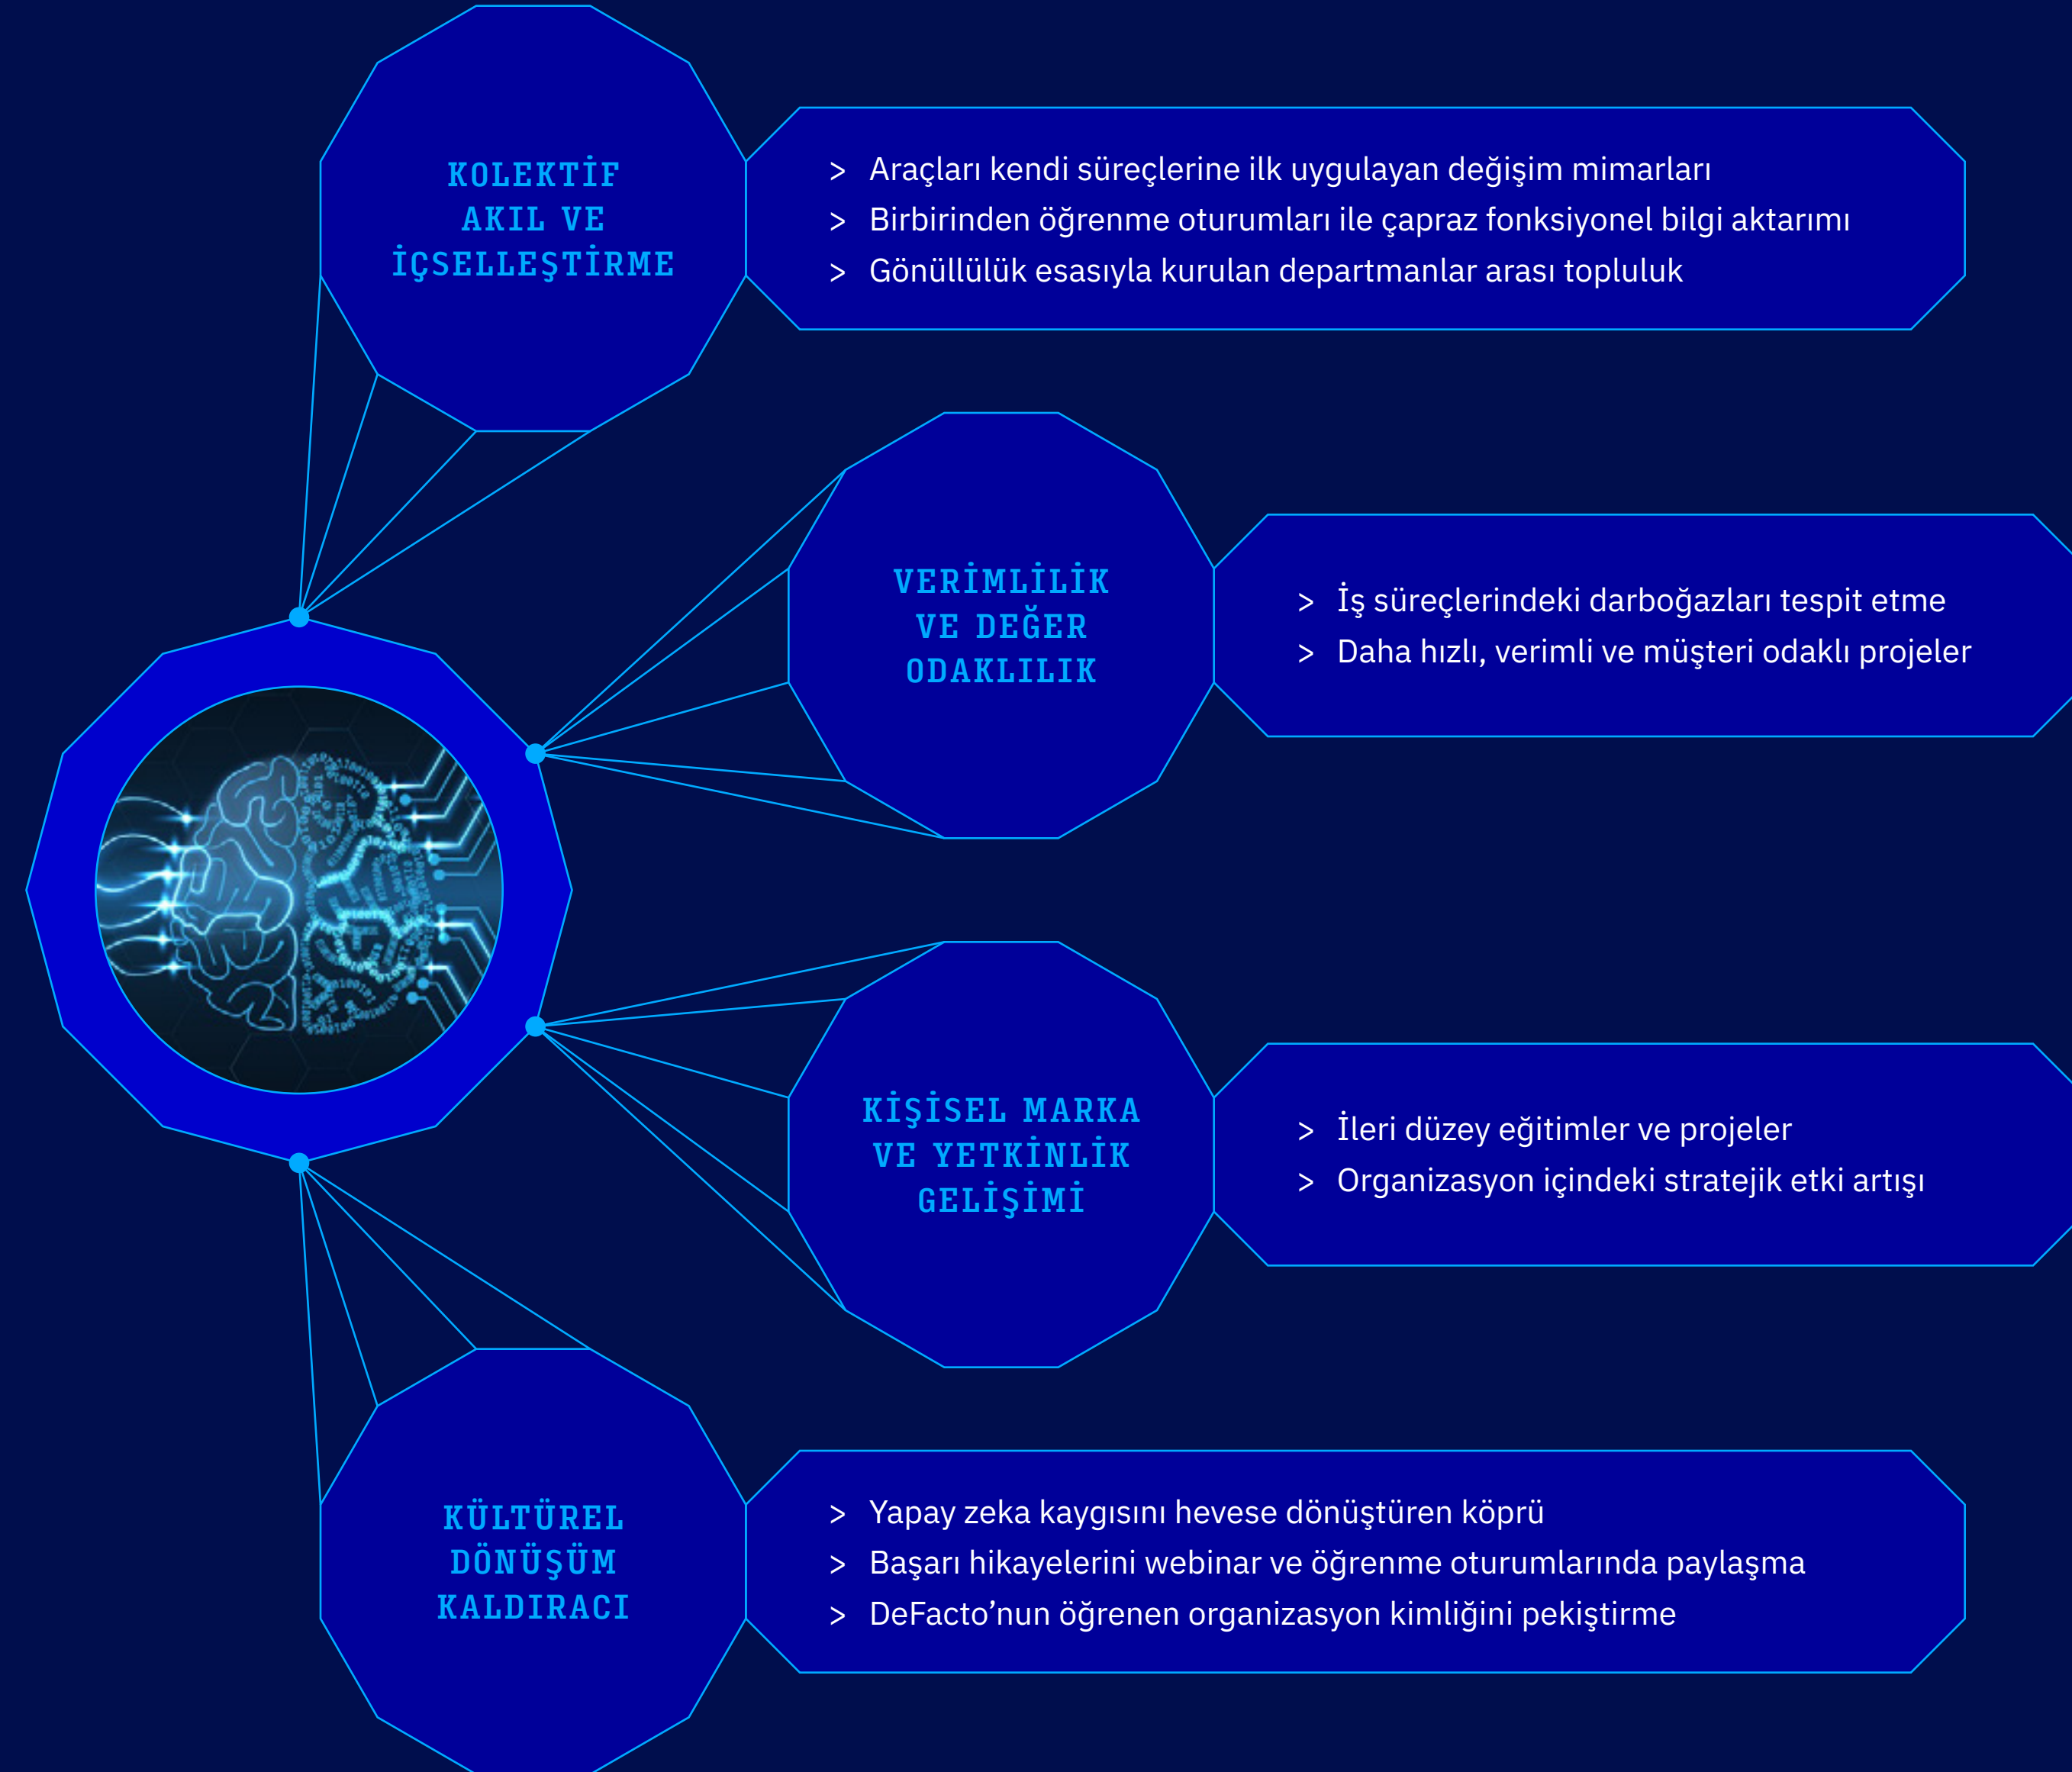 KOLEKTİF
AKIL VE
İÇSELLEŞTİRME
> Araçları kendi süreçlerine ilk uygulayan değişim mimarları
> Birbirinden öğrenme oturumları ile çapraz fonksiyonel bilgi aktarımı
> Gönüllülük esasıyla kurulan departmanlar arası topluluk
VERİMLİLİK
VE DEĞER
ODAKLILIK
> İş süreçlerindeki darboğazları tespit etme
> Daha hızlı, verimli ve müşteri odaklı projeler
KİŞİSEL MARKA
VE YETKİNLİK
GELİŞİMİ
> İleri düzey eğitimler ve projeler
> Organizasyon içindeki stratejik etki artışı
KÜLTÜREL
DÖNÜŞÜM
KALDIRACI
> Yapay zeka kaygısını hevese dönüştüren köprü
> Başarı hikayelerini webinar ve öğrenme oturumlarında paylaşma
> DeFacto’nun öğrenen organizasyon kimliğini pekiştirme